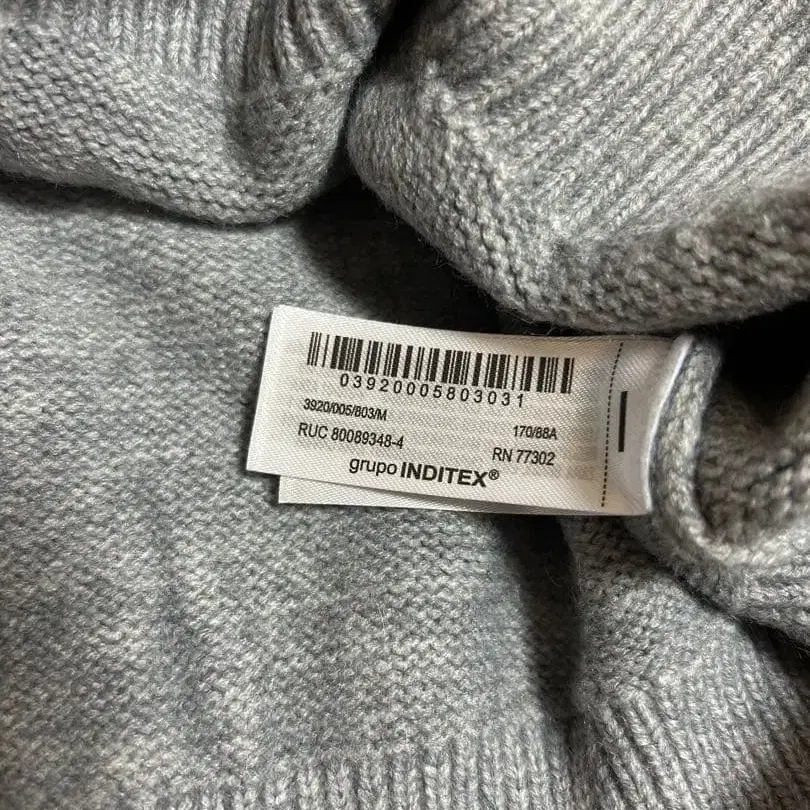 03920005803031
3920/005/803/M
170/88A
RUC 80089348-4
RN 77302
grupo INDITEX®